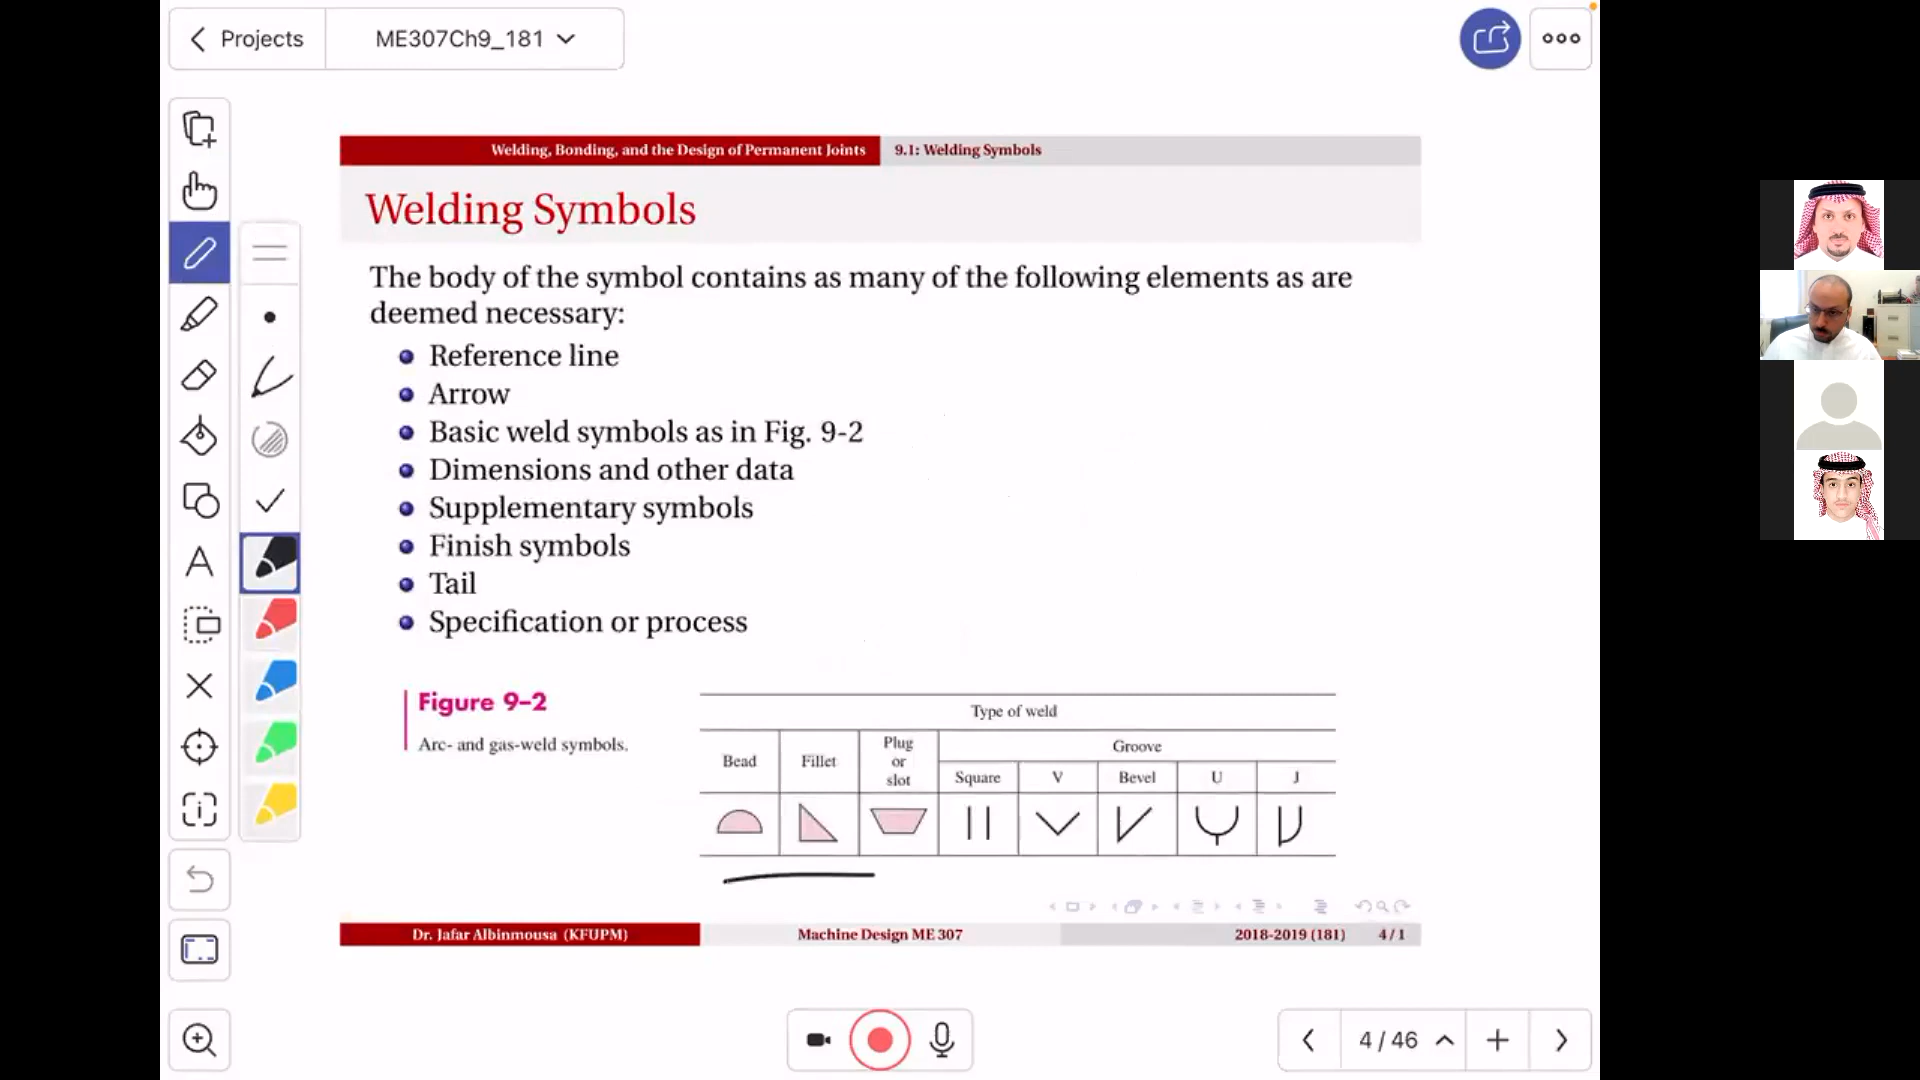 Projects
ME307Ch9_181
Welding, Bonding, and the Design of Permanent Joints
9.1: Welding Symbols
Welding Symbols
The body of the symbol contains as many of the following elements as are
deemed necessary:
Reference line
Arrow
Basic weld symbols as in Fig. 9-2
Dimensions and other data
Supplementary symbols
Finish symbols
Tail
Specification or process
Figure 9–2
Arc- and gas-weld symbols.
Type of weld
Bead
Fillet
Plug
or
slot
Groove
Square
V
Bevel
U
J
Dr. Jafar Albinmousa (KFUPM)
Machine Design ME 307
2018-2019 (181)
4 / 1
4 / 46